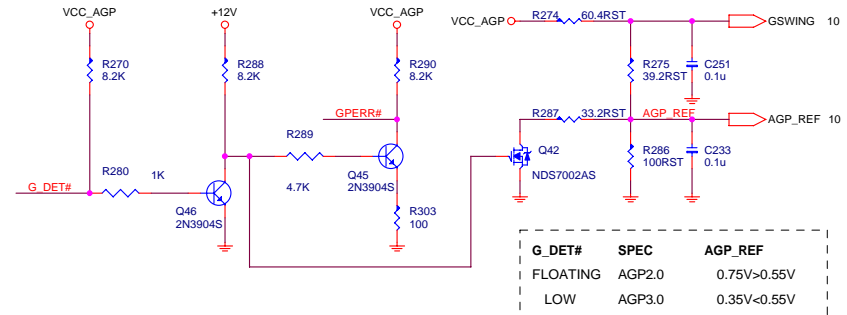 VCC_AGP
+12V
VCC_AGP
VCC_AGP
R274
60.4RST
GSWING 10
R270
8.2K
R288
8.2K
R290
8.2K
R275
39.2RST
C251
0.1u
GPERR#
R287
33.2RST
AGP_REF
AGP_REF 10
R289
4.7K
Q45
2N3904S
Q42
NDS7002AS
R286
100RST
C233
0.1u
G_DET#
R280
1K
Q46
2N3904S
R303
100
G_DET# SPEC AGP_REF
FLOATING AGP2.0 0.75V>0.55V
LOW AGP3.0 0.35V<0.55V